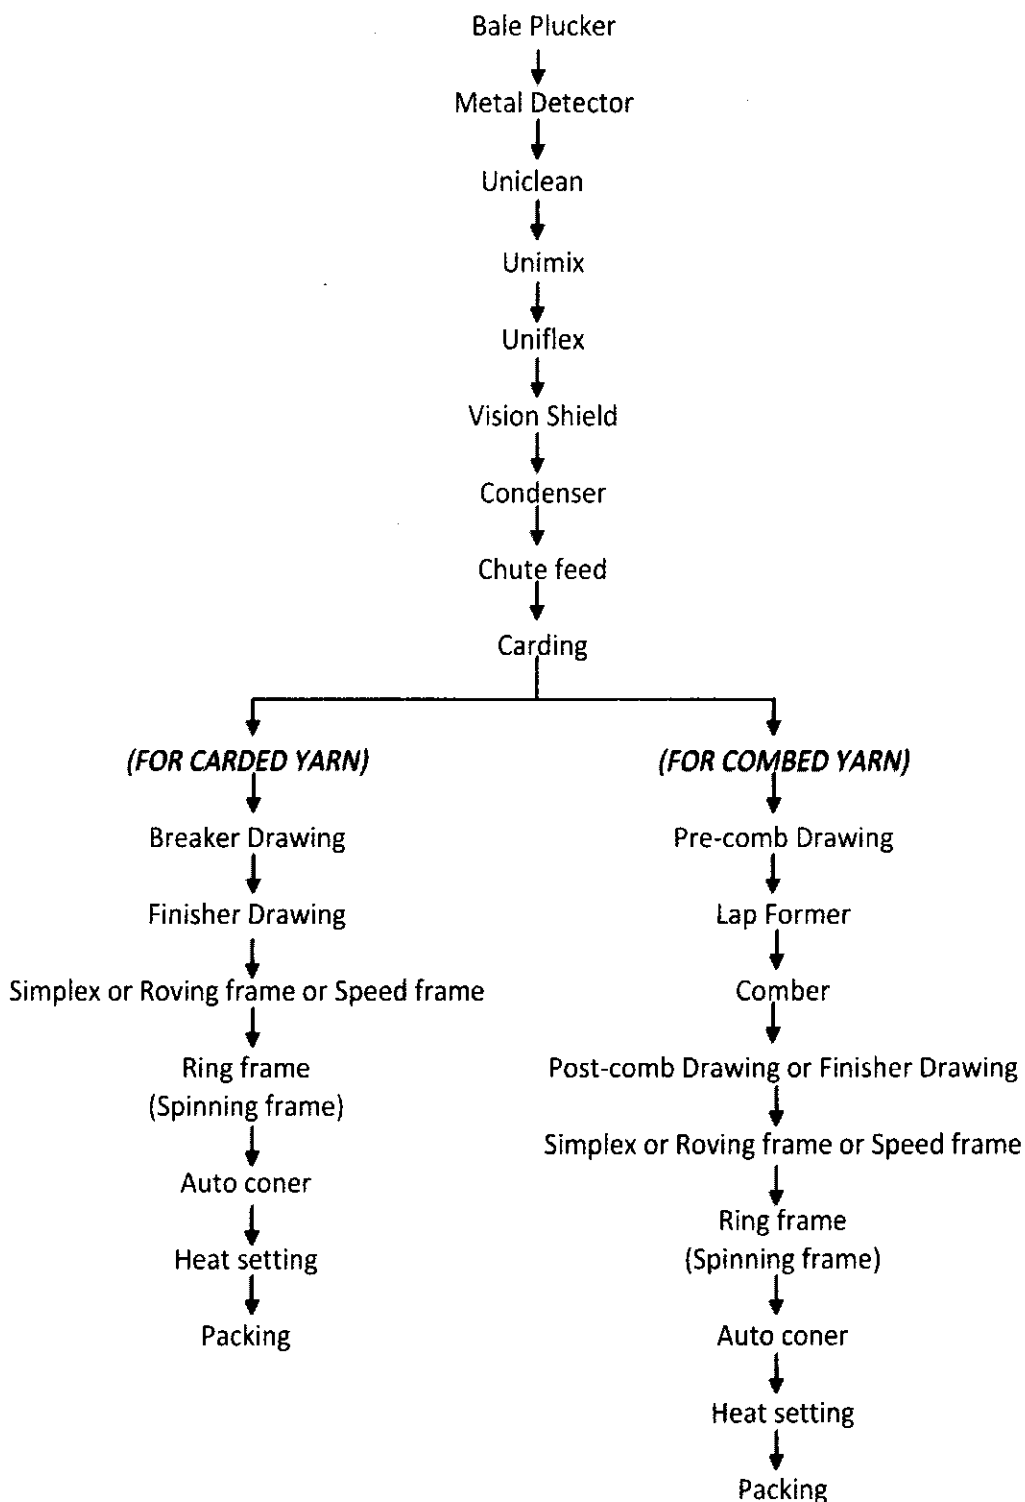 Bale Plucker
Metal Detector
Uniclean
Unimix
Uniflex
Vision Shield
Condenser
Chute feed
Carding
(FOR CARDED YARN)
Breaker Drawing
Finisher Drawing
Simplex or Roving frame or Speed frame
Ring frame
(Spinning frame)
Auto coner
Heat setting
Packing
(FOR COMBED YARN)
Pre-comb Drawing
Lap Former
Comber
Post-comb Drawing or Finisher Drawing
Simplex or Roving frame or Speed frame
Ring frame
(Spinning frame)
Auto coner
Heat setting
Packing